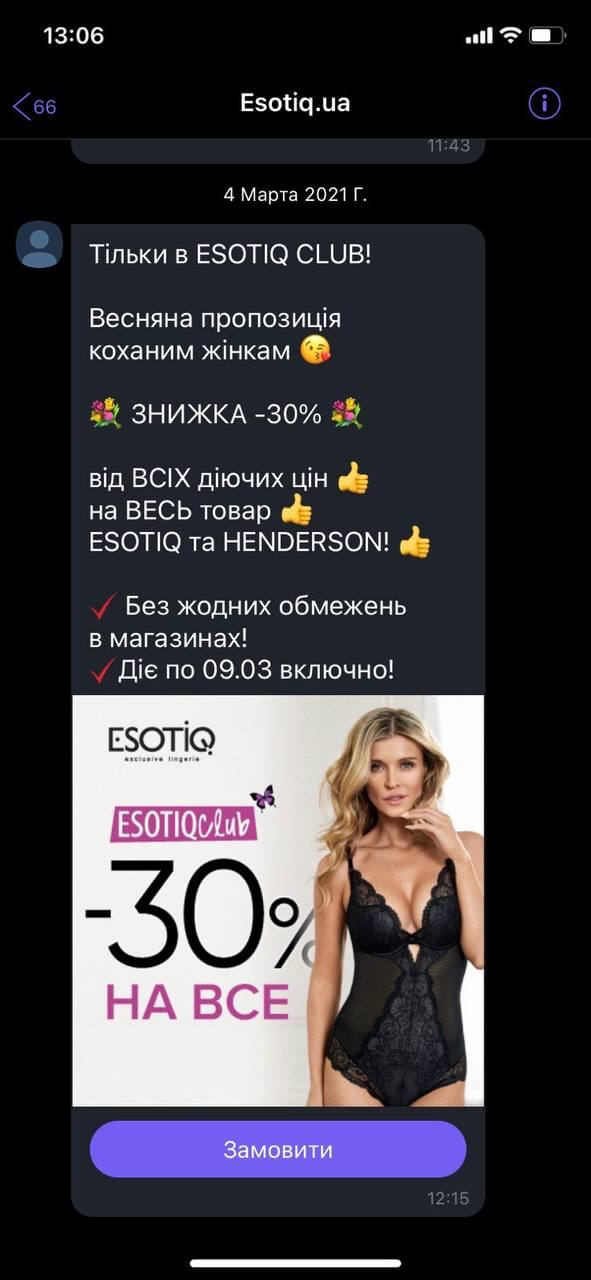 13:06
66
Esotiq.ua
11:43
4 Марта 2021 Г.
Тільки в ESOTIQ CLUB!
Весняна пропозиція
коханим жінкам 😘
💐 ЗНИЖКА -30% 💐
від ВСІХ діючих цін 👍
на ВЕСЬ товар 👍
ESOTIQ та HENDERSON! 👍
✓ Без жодних обмежень
в магазинах!
✓ Діє по 09.03 включно!
ESOTIQ
exclusive lingerie
ESOTIQ club
-30%
НА ВСЕ
Замовити
12:15